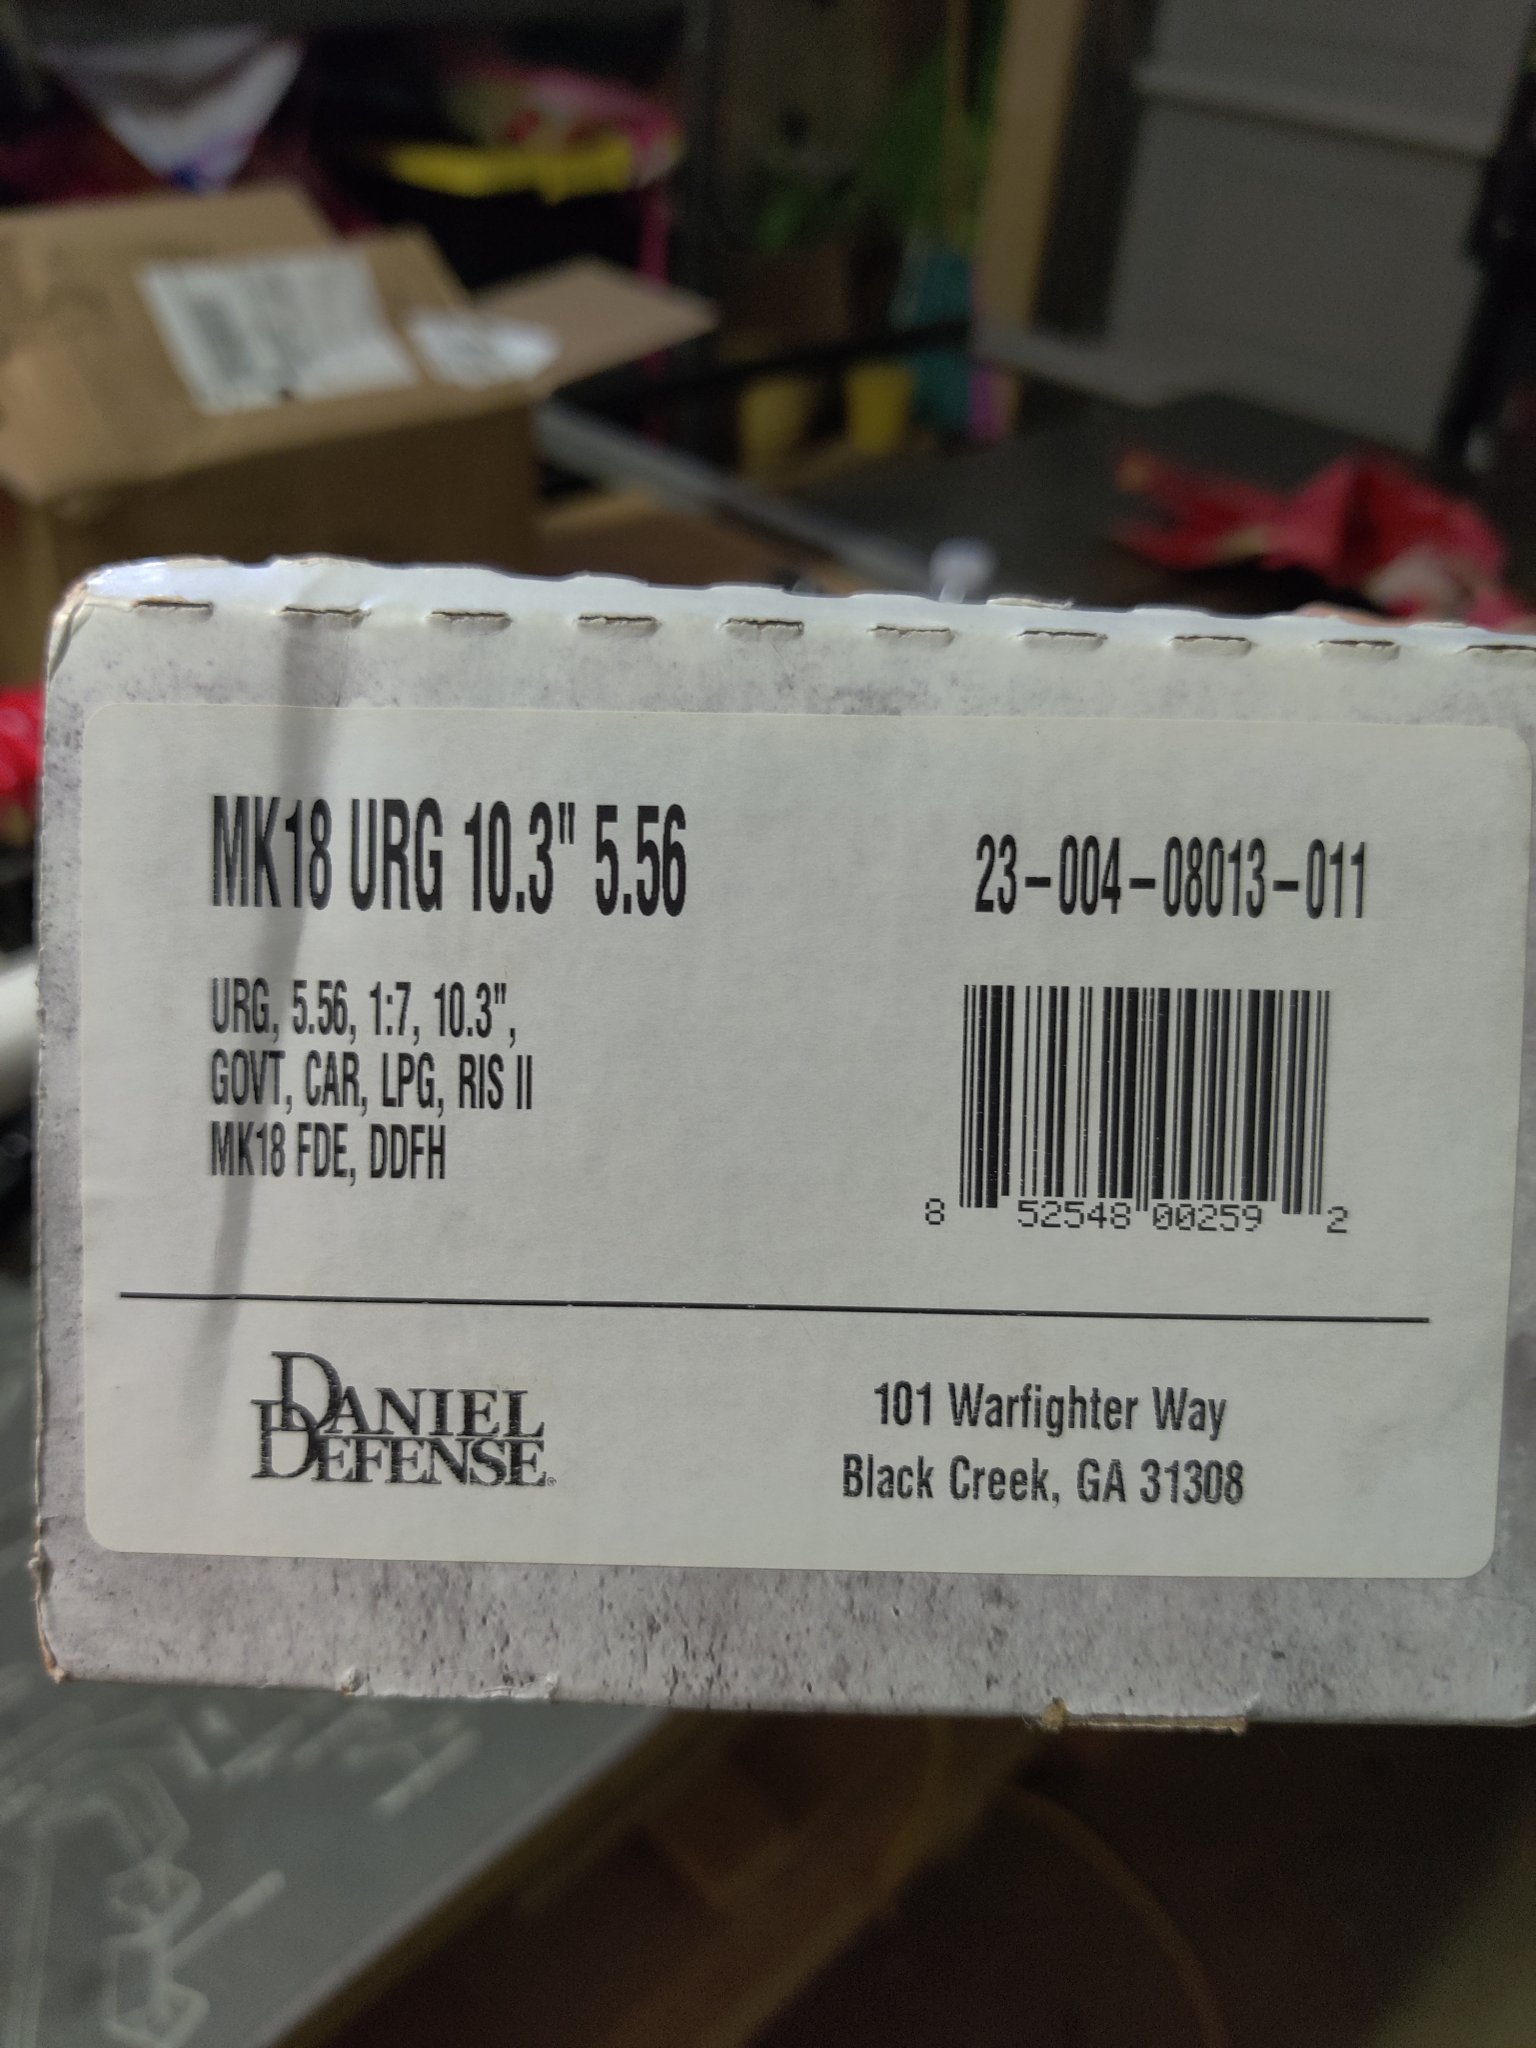 MK18 URG 10.3" 5.56
23-004-08013-011
URG, 5.56, 1:7, 10.3",
GOVT, CAR, LPG, RIS II
MK18 FDE, DDFH
8 52548 00259 2
DANIEL
DEFENSE®
101 Warfighter Way
Black Creek, GA 31308